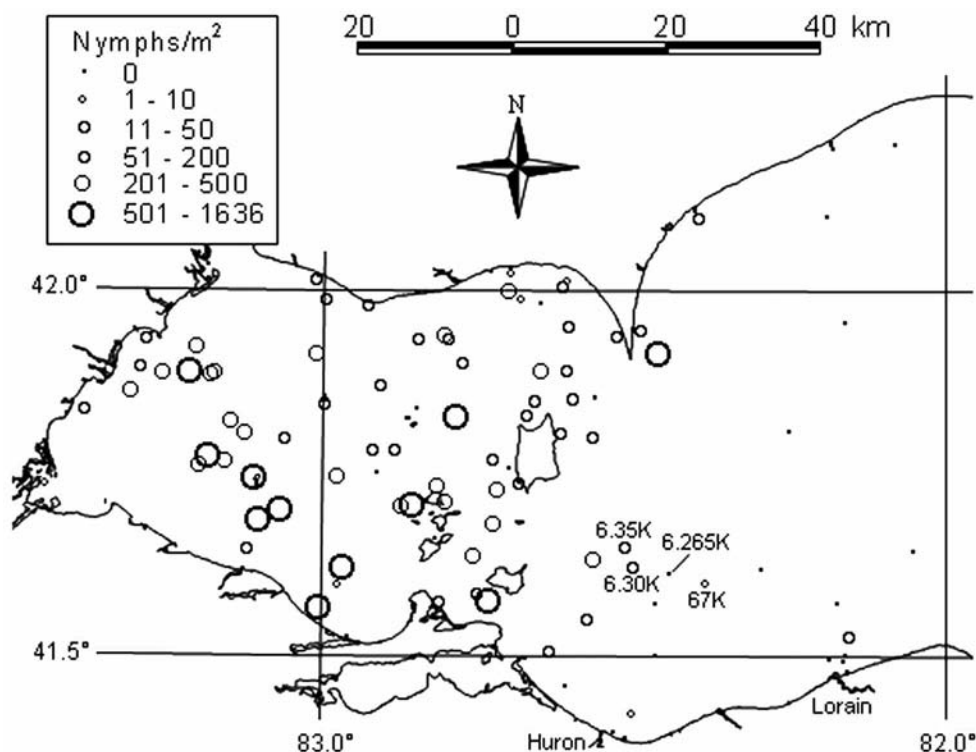 Nymphs/m²
0
1 - 10
11 - 50
51 - 200
201 - 500
501 - 1636
20 0 20 40 km
N
42.0°
6.35K
6.265K
6.30K
67K
41.5°
Lorain
83.0° Huron 82.0°